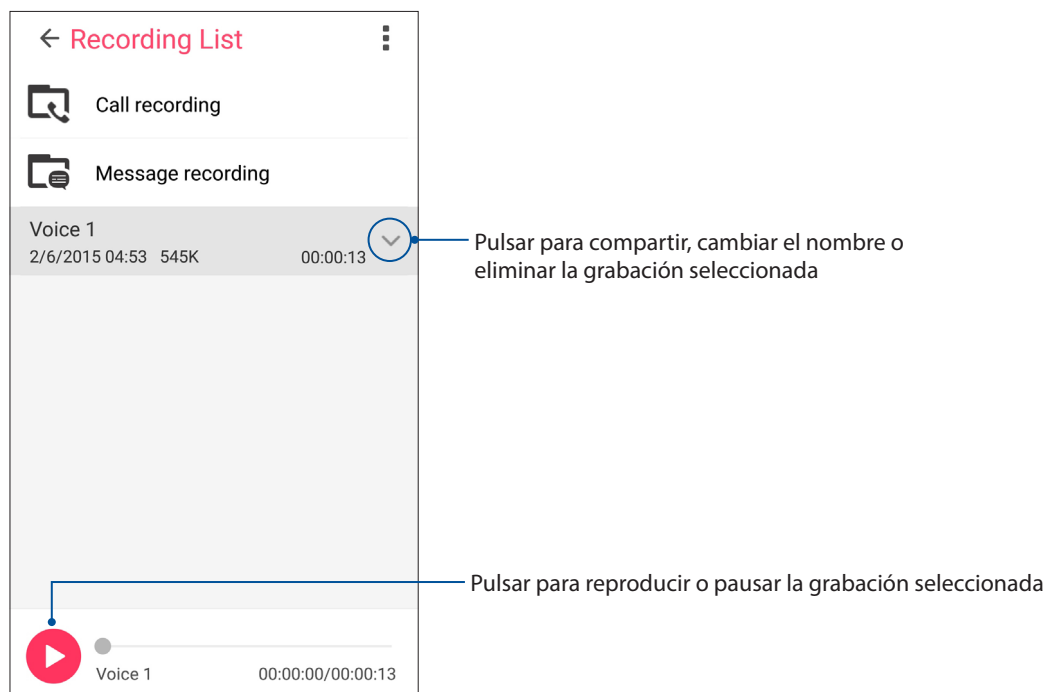 Recording List
Call recording
Message recording
Voice 1
2/6/2015 04:53 545K 00:00:13
Pulsar para compartir, cambiar el nombre o
eliminar la grabación seleccionada
Pulsar para reproducir o pausar la grabación seleccionada
Voice 1 00:00:00/00:00:13